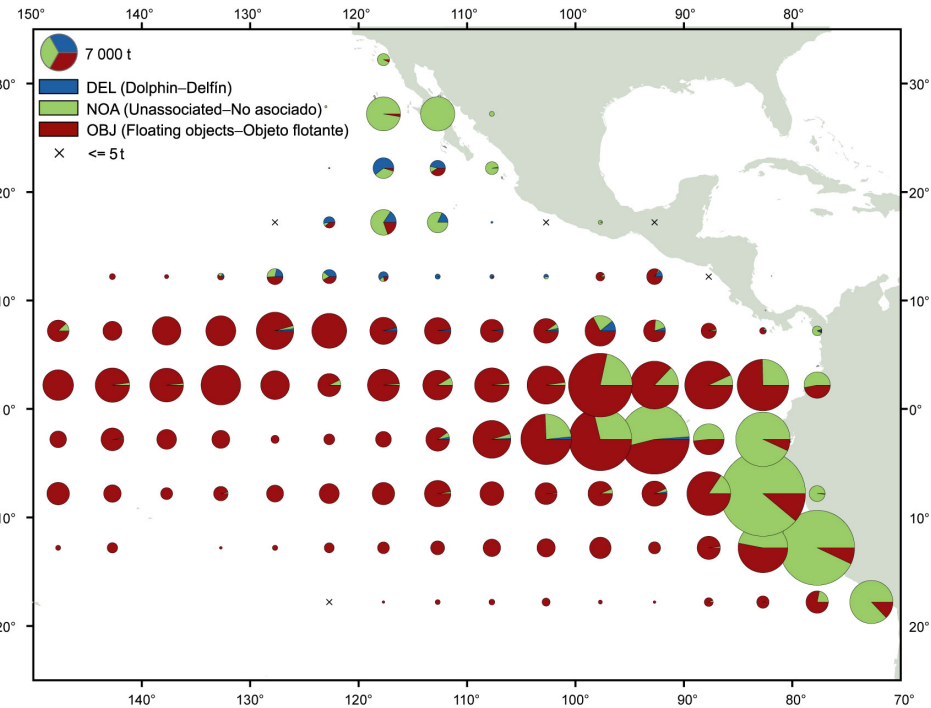 150° 140° 130° 120° 110° 100° 90° 80°
7 000 t
DEL (Dolphin–Delfín)
NOA (Unassociated–No asociado)
OBJ (Floating objects–Objeto flotante)
<= 5 t
30° 30°
20° 20°
10° 10°
0° 0°
10° 10°
20° 20°
140° 130° 120° 110° 100° 90° 80° 70°